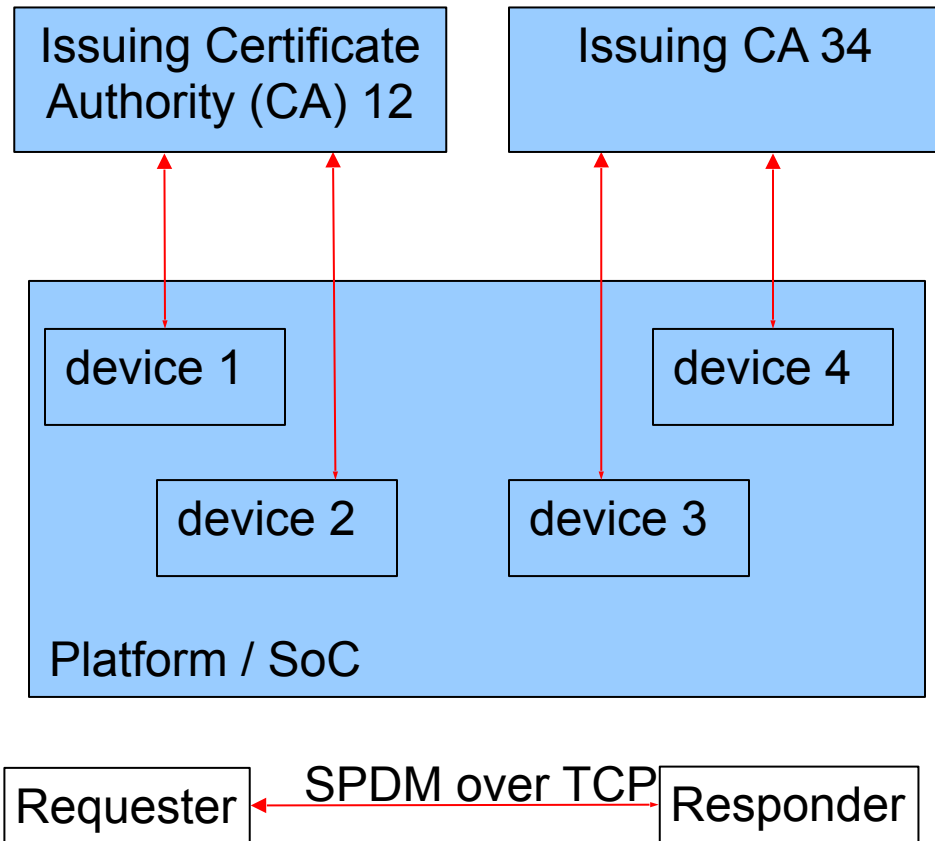 Issuing Certificate
Authority (CA) 12
Issuing CA 34
device 1
device 4
device 2
device 3
Platform / SoC
Requester
SPDM over TCP
Responder